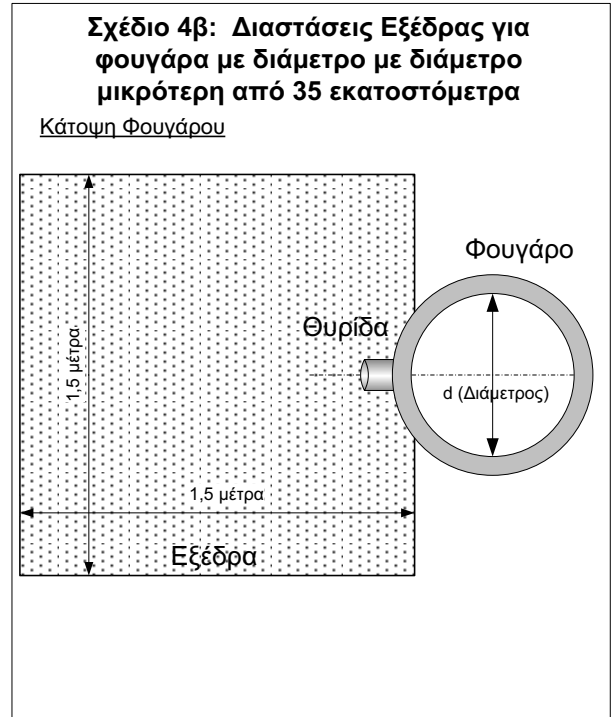 Σχέδιο 4β: Διαστάσεις Εξέδρας για
φουγάρα με διάμετρο με διάμετρο
μικρότερη από 35 εκατοστόμετρα
Κάτοψη Φουγάρου
Φουγάρο
Θυρίδα
1,5 μέτρα
d (Διάμετρος)
1,5 μέτρα
Εξέδρα